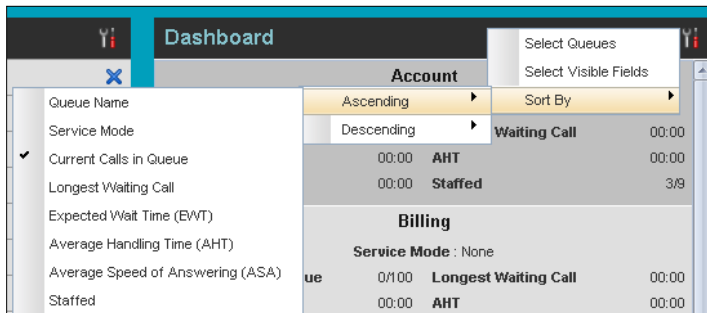 Dashboard
Select Queues
Select Visible Fields
Sort By
Account
Ascending
Descending
Queue Name
Service Mode
Current Calls in Queue
Longest Waiting Call
Expected Wait Time (EWT)
Average Handling Time (AHT)
Average Speed of Answering (ASA)
Staffed
Waiting Call 00:00
00:00 AHT 00:00
00:00 Staffed 3/9
Billing
Service Mode : None
ue 0/100 Longest Waiting Call 00:00
00:00 AHT 00:00